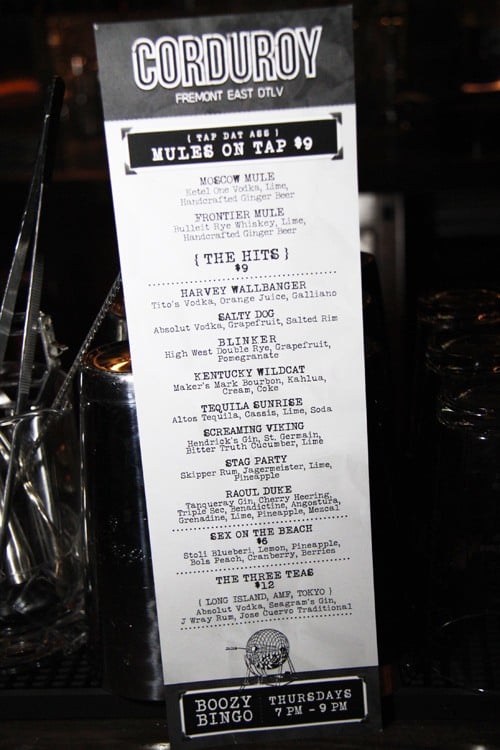 CORDUROY
FREMONT EAST DTLV
{ TAP DAT ASS }
MULES ON TAP $9
MOSCOW MULE
Ketel One Vodka, Lime,
Handcrafted Ginger Beer
FRONTIER MULE
Bulleit Rye Whiskey, Lime,
Handcrafted Ginger Beer
{ THE HITS }
$9
HARVEY WALLBANGER
Tito's Vodka, Orange Juice, Galliano
SALTY DOG
Absolut Vodka, Grapefruit, Salted Rim
BLINKER
High West Double Rye, Grapefruit,
Pomegranate
KENTUCKY WILDCAT
Maker's Mark Bourbon, Kahlua,
Cream, Coke
TEQUILA SUNRISE
Altos Tequila, Cassis, Lime, Soda
SCREAMING VIKING
Hendrick's Gin, St. Germain,
Bitter Truth Cucumber, Lime
STAG PARTY
Skipper Rum, Jagermeister, Lime,
Pineapple
RAOUL DUKE
Tanqueray Gin, Cherry Heering,
Triple Sec, Benadictine, Angostura,
Grenadine, Lime, Pineapple, Mezcal
SEX ON THE BEACH
$6
Stoli Blueberi, Lemon, Pineapple,
Bols Peach, Cranberry, Berries
THE THREE TEAS
$12
{ LONG ISLAND, AMF, TOKYO }
Absolut Vodka, Seagram's Gin,
J Wray Rum, Jose Cuervo Traditional
BOOZY
BINGO
THURSDAYS
7 PM - 9 PM